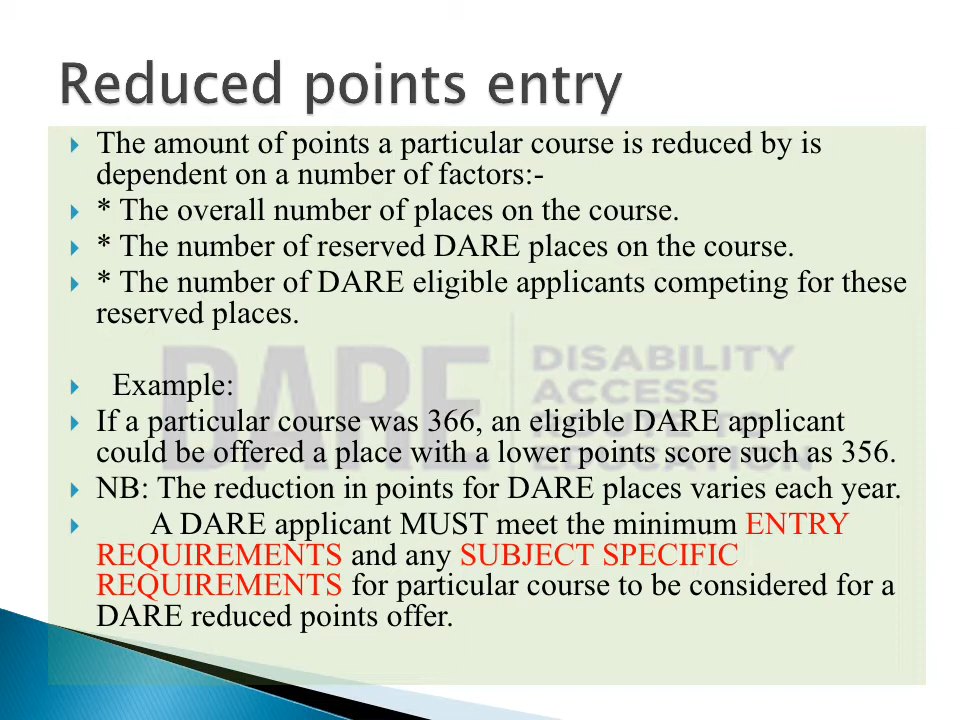 Reduced points entry
The amount of points a particular course is reduced by is
dependent on a number of factors:-
* The overall number of places on the course.
* The number of reserved DARE places on the course.
* The number of DARE eligible applicants competing for these
reserved places.
DARE
DISABILITY
ACCESS
ROUTE TO
EDUCATION
Example:
If a particular course was 366, an eligible DARE applicant
could be offered a place with a lower points score such as 356.
NB: The reduction in points for DARE places varies each year.
A DARE applicant MUST meet the minimum ENTRY
REQUIREMENTS and any SUBJECT SPECIFIC
REQUIREMENTS for particular course to be considered for a
DARE reduced points offer.